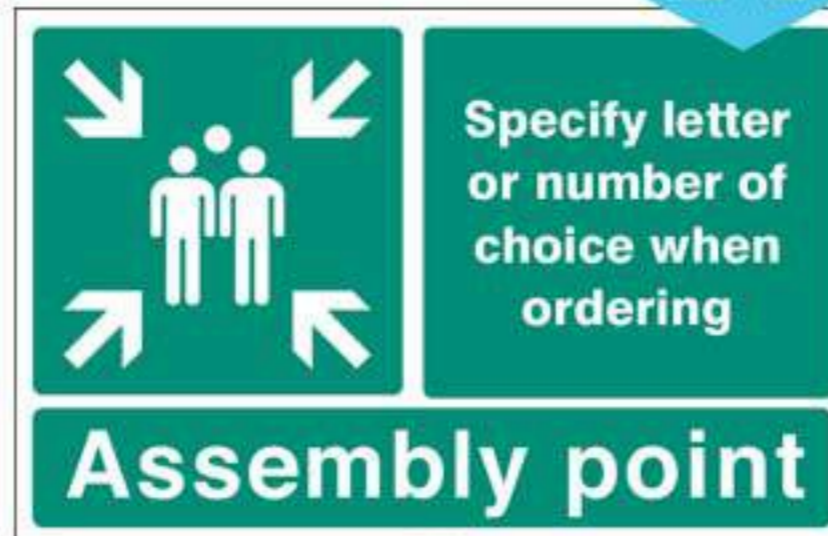 Specify letter
or number of
choice when
ordering
Assembly point